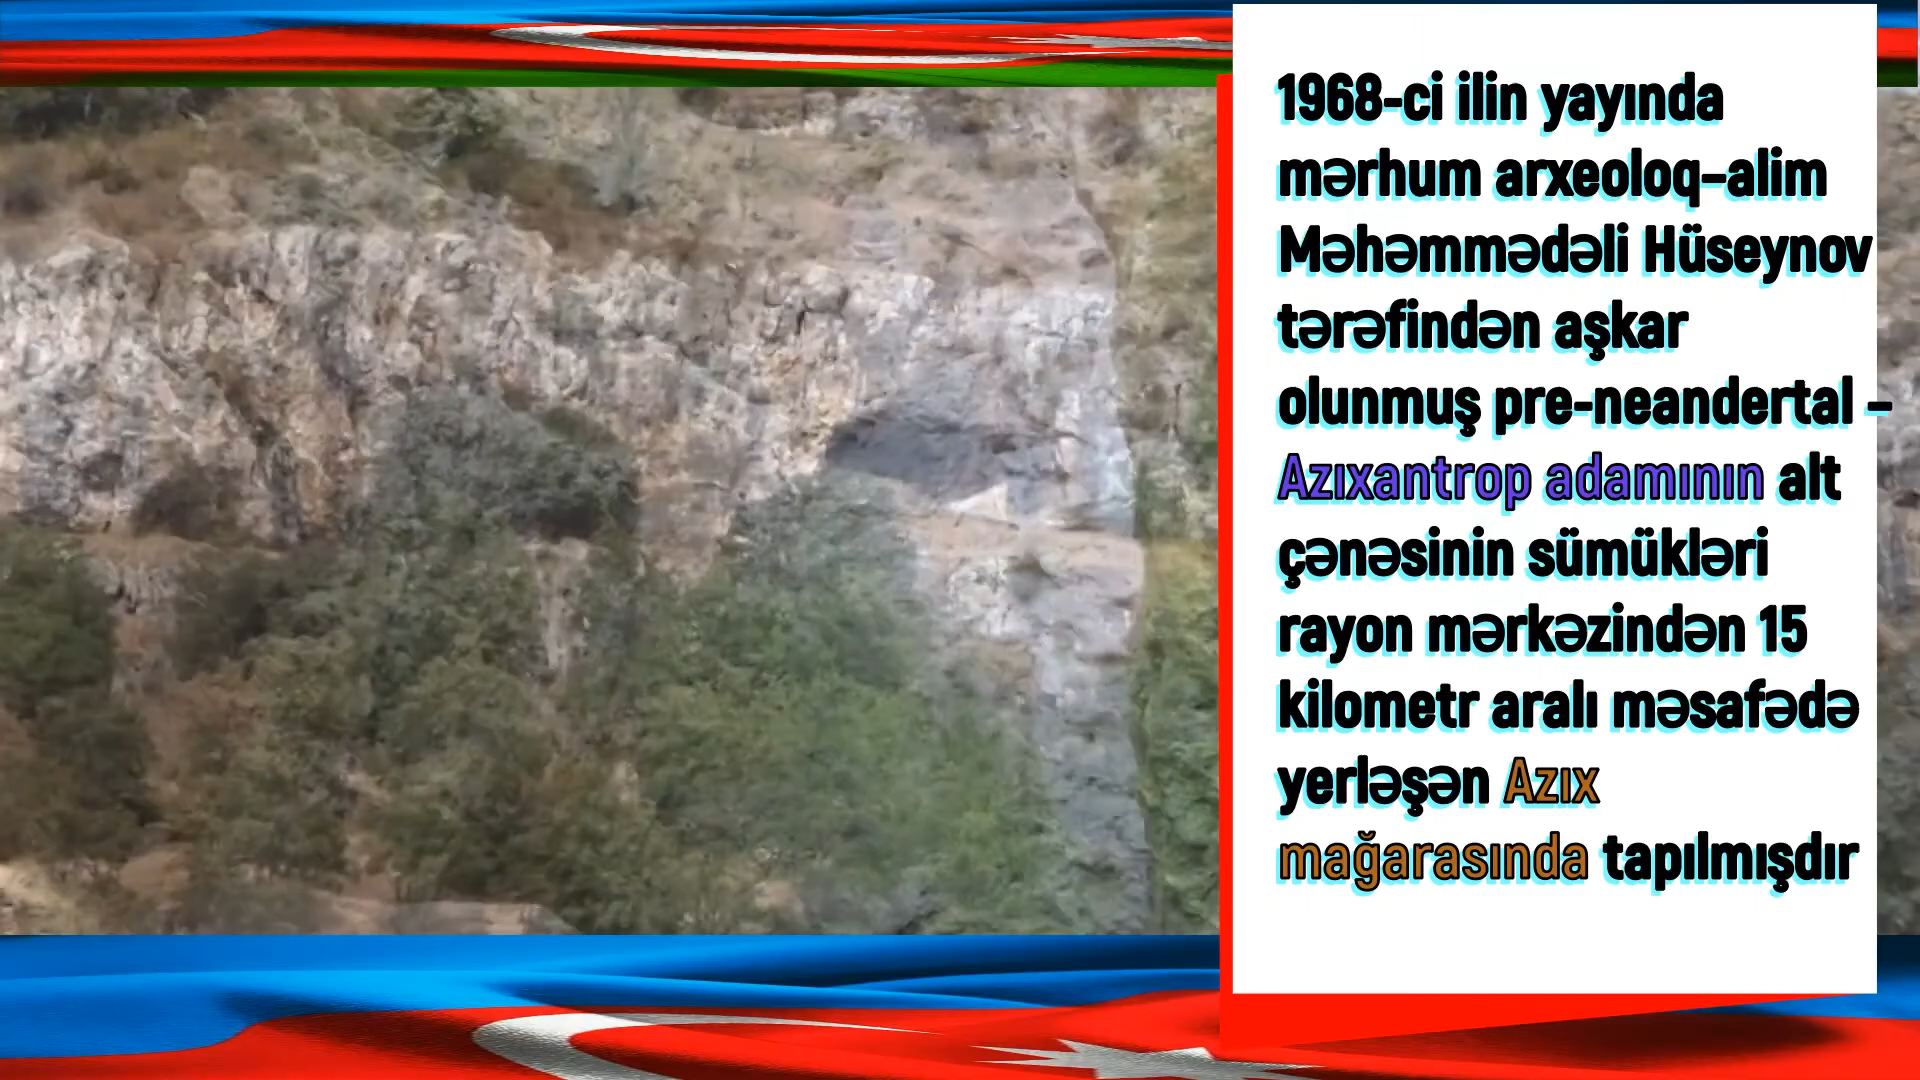 1968-ci ilin yayında
mərhum arxeoloq–alim
Məhəmmədəli Hüseynov
tərəfindən aşkar
olunmuş pre-neandertal –
Azıxantrop adamının alt
çənəsinin sümükləri
rayon mərkəzindən 15
kilometr aralı məsafədə
yerləşən Azıx
mağarasında tapılmışdır